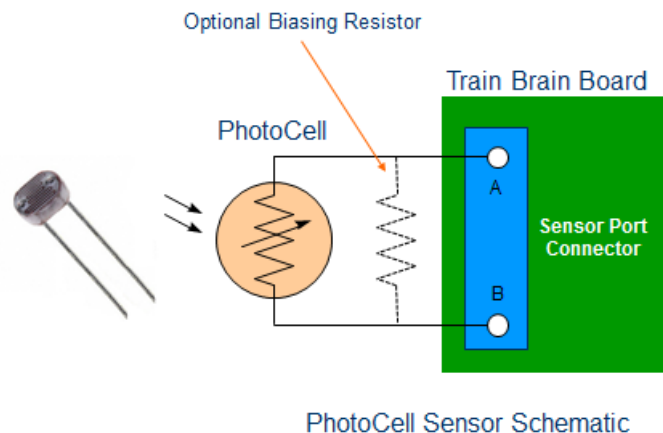 Optional Biasing Resistor
Train Brain Board
PhotoCell
A
Sensor Port
Connector
B
PhotoCell Sensor Schematic